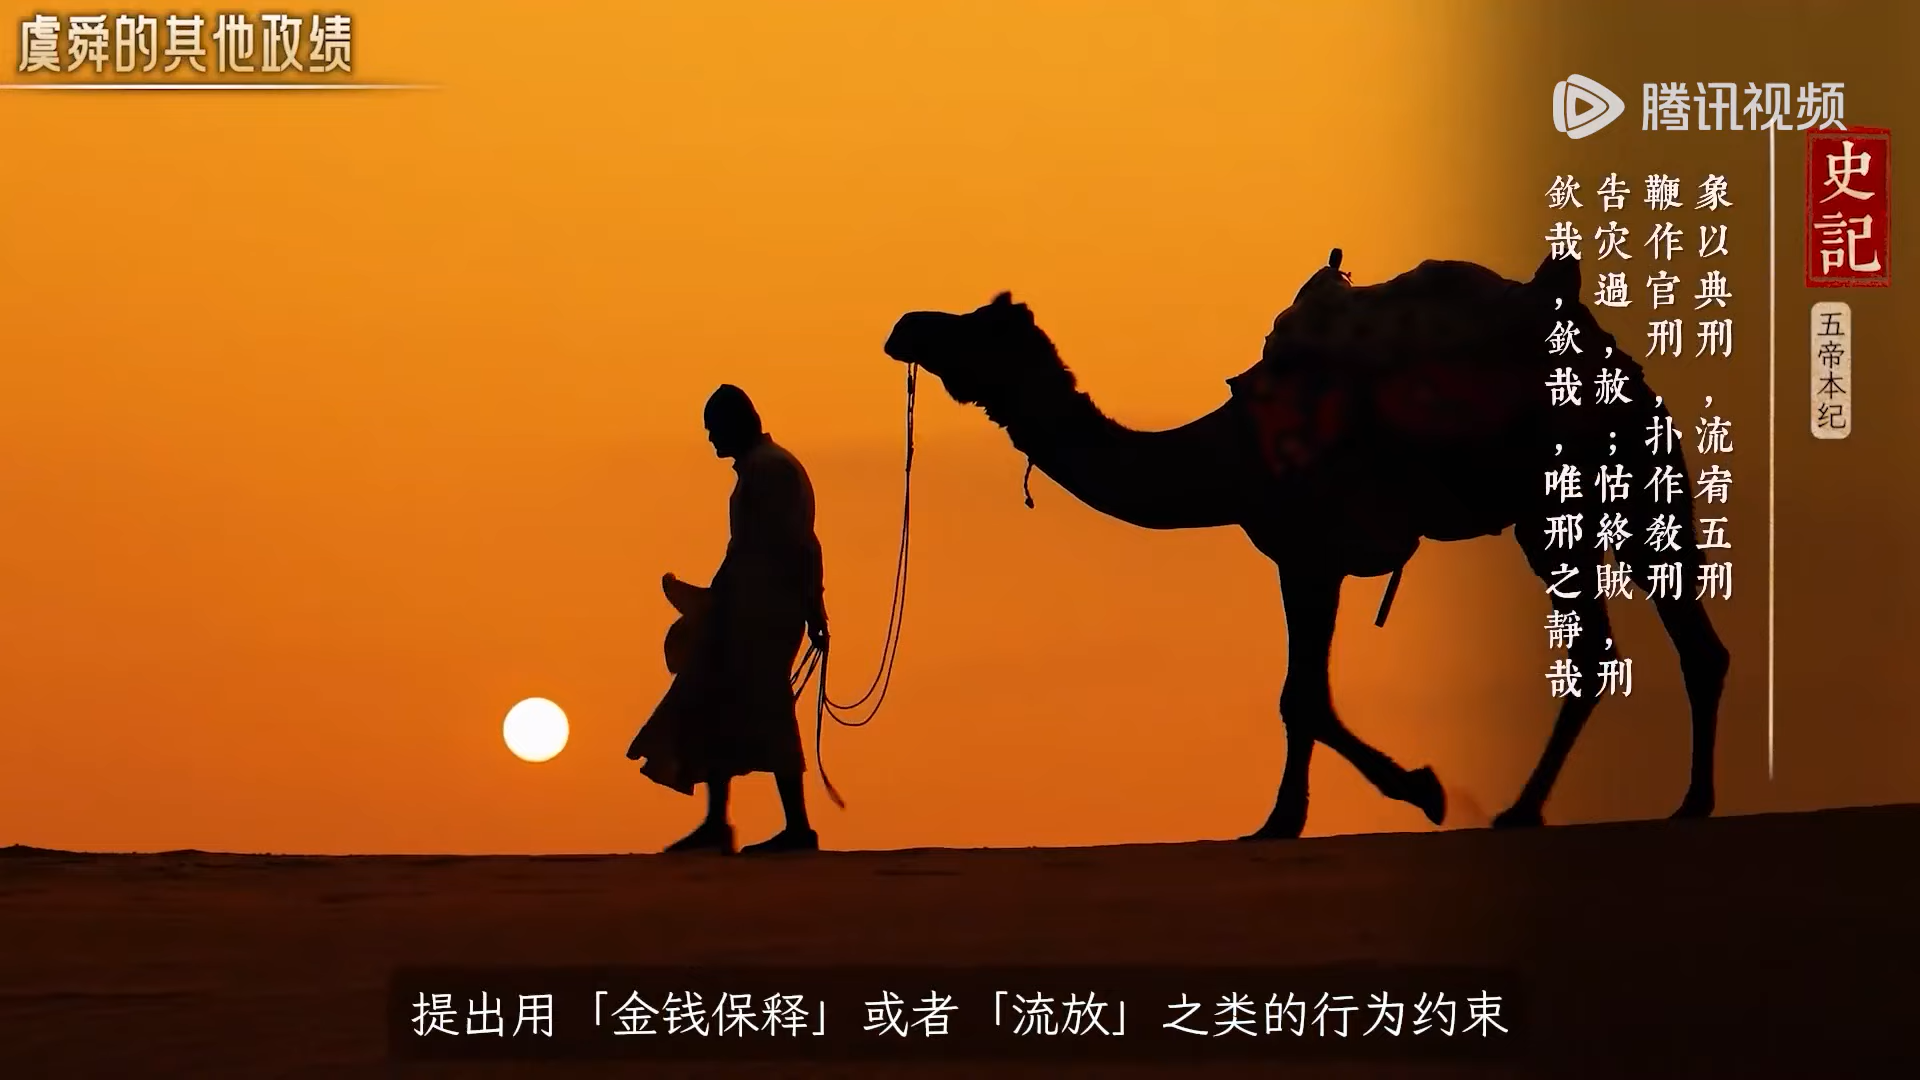 虞舜的其他政绩
腾讯视频
史記
五帝本纪
象以典刑，流宥五刑
鞭作官刑，扑作教刑
告灾過，赦；怙終賊，刑
欽哉，欽哉，唯邢之靜哉
提出用「金钱保释」或者「流放」之类的行为约束